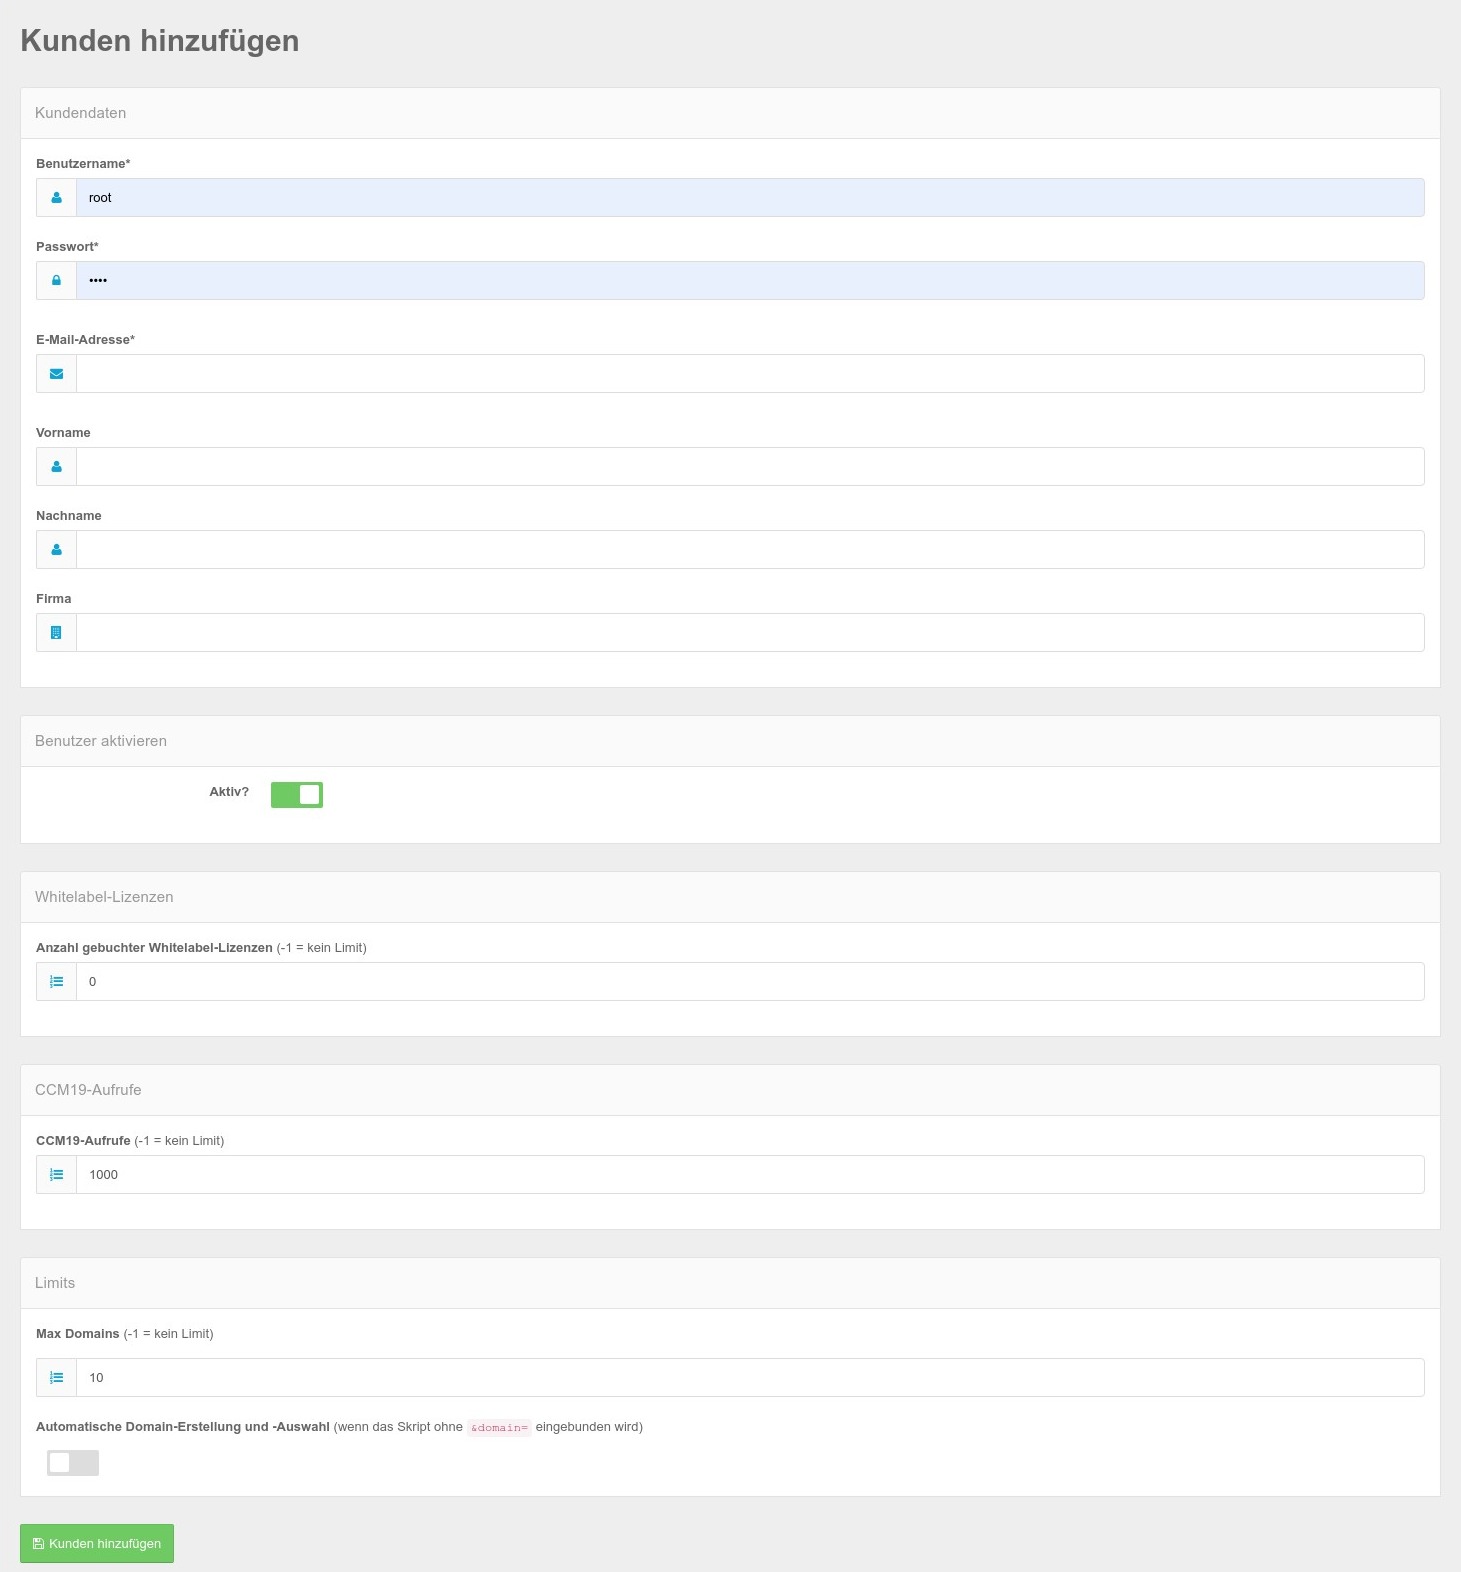 Kunden hinzufügen
Kundendaten
Benutzername*
root
Passwort*
••••
E-Mail-Adresse*
Vorname
Nachname
Firma
Benutzer aktivieren
Aktiv?
Whitelabel-Lizenzen
Anzahl gebuchter Whitelabel-Lizenzen (-1 = kein Limit)
0
CCM19-Aufrufe
CCM19-Aufrufe (-1 = kein Limit)
1000
Limits
Max Domains (-1 = kein Limit)
10
Automatische Domain-Erstellung und -Auswahl (wenn das Skript ohne &domain= eingebunden wird)
Kunden hinzufügen